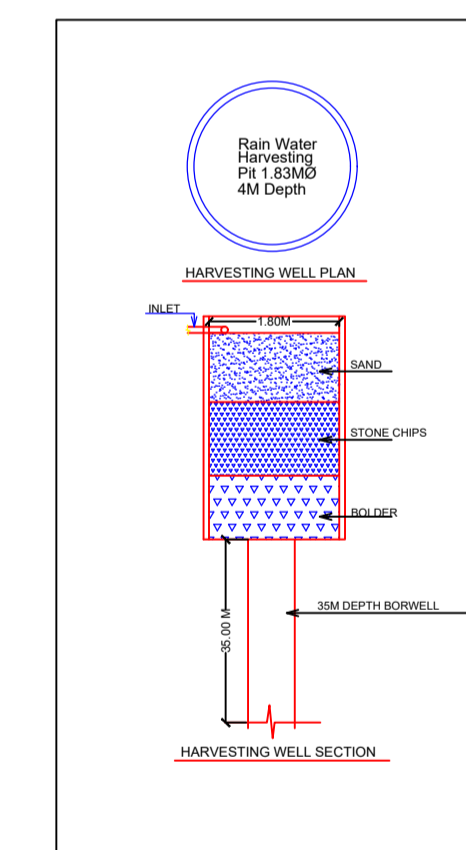 Rain Water
Harvesting
Pit 1.83MØ
4M Depth
HARVESTING WELL PLAN
INLET
1.80M
SAND
STONE CHIPS
BOLDER
35.00 M
35M DEPTH BORWELL
HARVESTING WELL SECTION